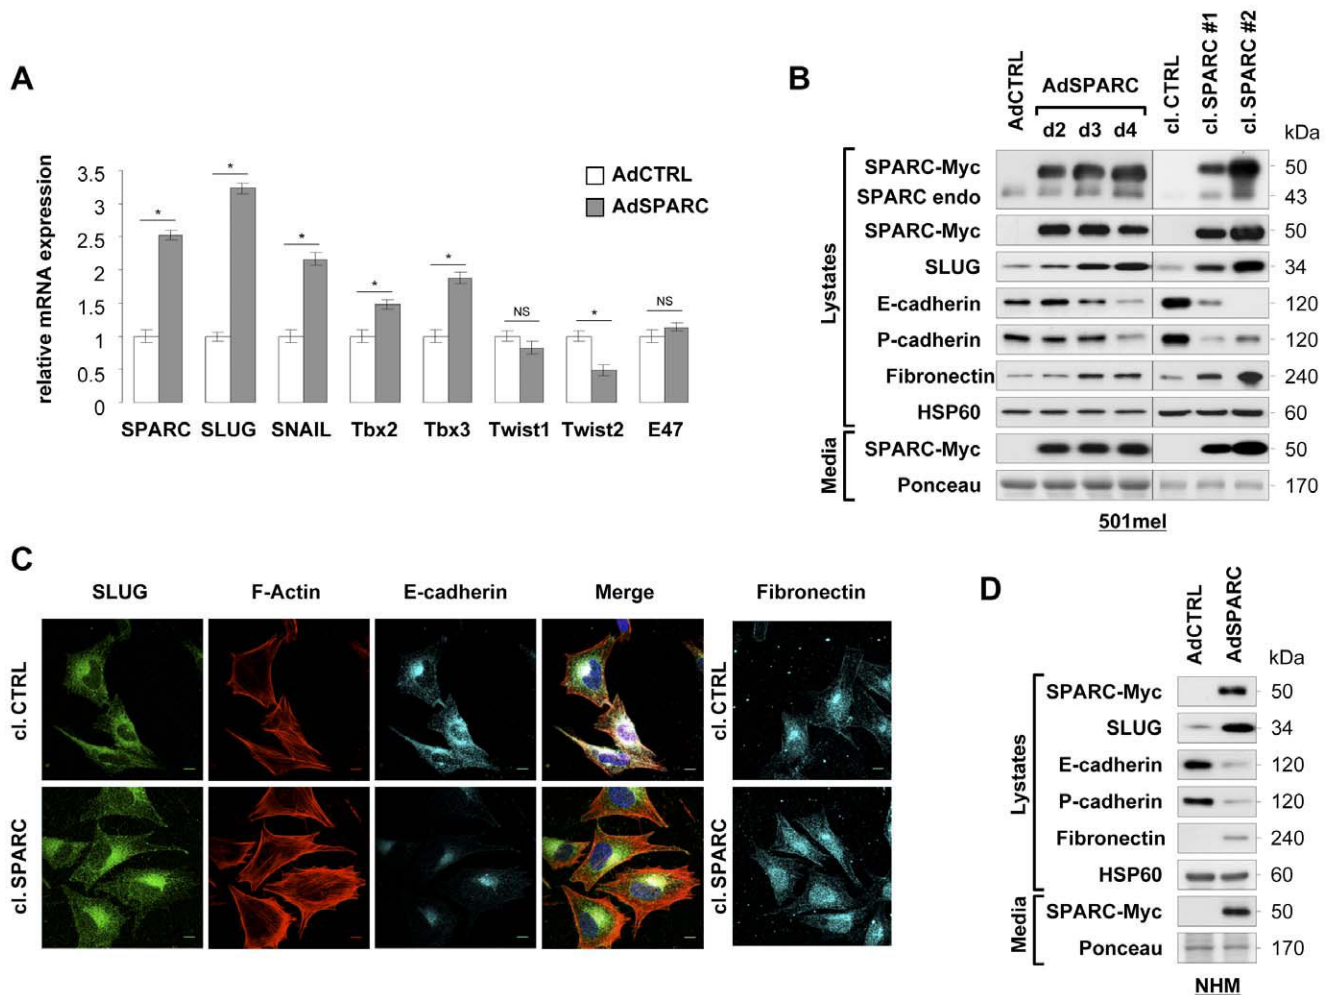 A
relative mRNA expression
3.5
3
2.5
2
1.5
1
0.5
0
*
*
*
*
*
NS
*
NS
AdCTRL
AdSPARC
SPARC SLUG SNAIL Tbx2 Tbx3 Twist1 Twist2 E47
B
AdCTRL
AdSPARC
d2 d3 d4
cl. CTRL
cl. SPARC #1
cl. SPARC #2
kDa
Lystates
SPARC-Myc 50
SPARC endo 43
SPARC-Myc 50
SLUG 34
E-cadherin 120
P-cadherin 120
Fibronectin 240
HSP60 60
Media
SPARC-Myc 50
Ponceau 170
501mel
C
SLUG F-Actin E-cadherin Merge Fibronectin
cl. CTRL
cl. CTRL
cl. SPARC
cl. SPARC
D
AdCTRL
AdSPARC
kDa
Lystates
SPARC-Myc 50
SLUG 34
E-cadherin 120
P-cadherin 120
Fibronectin 240
HSP60 60
Media
SPARC-Myc 50
Ponceau 170
NHM